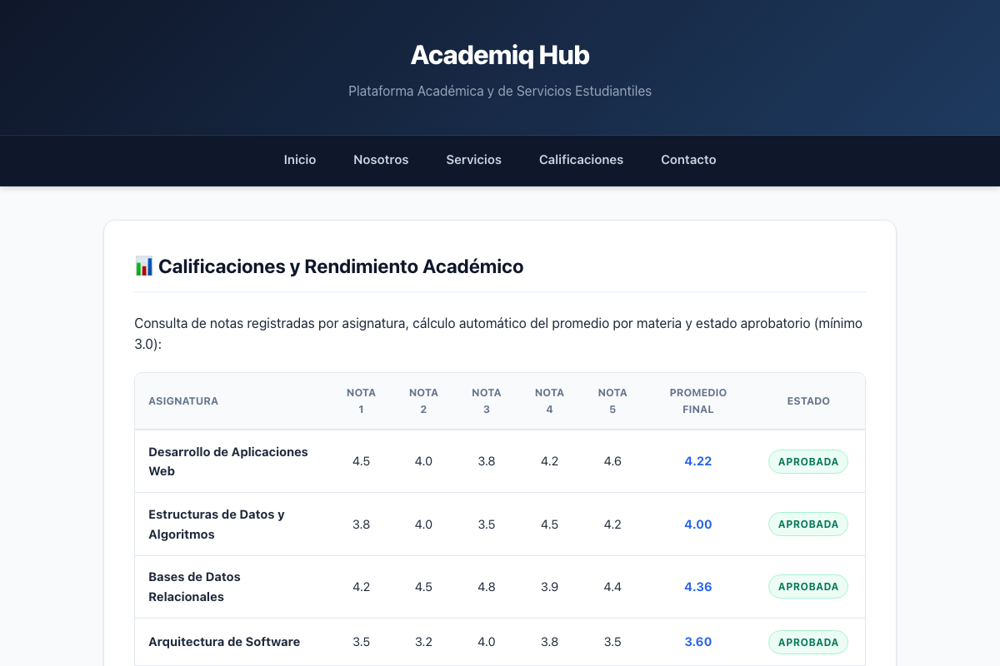 Academiq Hub
Plataforma Académica y de Servicios Estudiantiles
Inicio Nosotros Servicios Calificaciones Contacto
Calificaciones y Rendimiento Académico
Consulta de notas registradas por asignatura, cálculo automático del promedio por materia y estado aprobatorio (mínimo
3.0):
ASIGNATURA NOTA 1 NOTA 2 NOTA 3 NOTA 4 NOTA 5 PROMEDIO FINAL ESTADO
Desarrollo de Aplicaciones Web 4.5 4.0 3.8 4.2 4.6 4.22 APROBADA
Estructuras de Datos y Algoritmos 3.8 4.0 3.5 4.5 4.2 4.00 APROBADA
Bases de Datos Relacionales 4.2 4.5 4.8 3.9 4.4 4.36 APROBADA
Arquitectura de Software 3.5 3.2 4.0 3.8 3.5 3.60 APROBADA